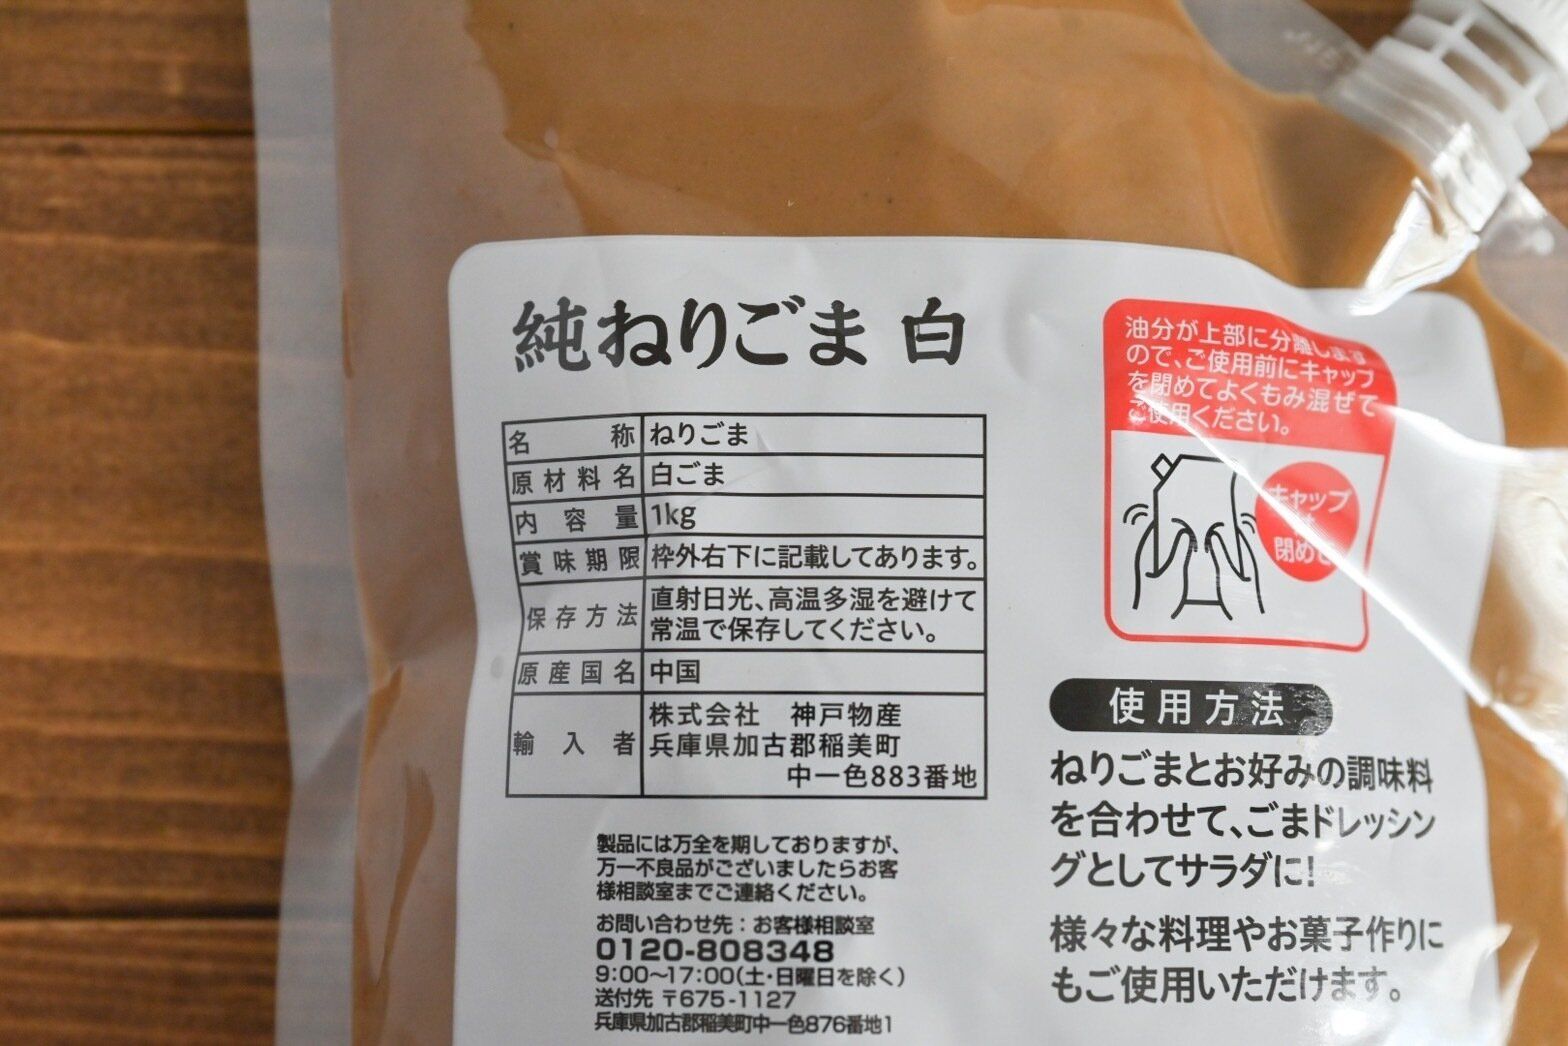 純ねりごま 白
名称 ねりごま
原材料名 白ごま
内容量 1kg
賞味期限 枠外右下に記載してあります。
保存方法 直射日光、高温多湿を避けて
常温で保存してください。
原産国名 中国
輸入者 株式会社 神戸物産
兵庫県加古郡稲美町
中一色883番地
製品には万全を期しておりますが、
万一不良品がございましたらお客
様相談室までご連絡ください。
お問い合わせ先：お客様相談室
0120-808348
9:00～17:00(土・日曜日を除く)
送付先 〒675-1127
兵庫県加古郡稲美町中一色876番地1
油分が上部に分離します
ので、ご使用前にキャップ
を閉めてよくもみ混ぜて
ご使用ください。
キャップ
閉めて
使用方法
ねりごまとお好みの調味料
を合わせて、ごまドレッシン
グとしてサラダに！
様々な料理やお菓子作りに
もご使用いただけます。